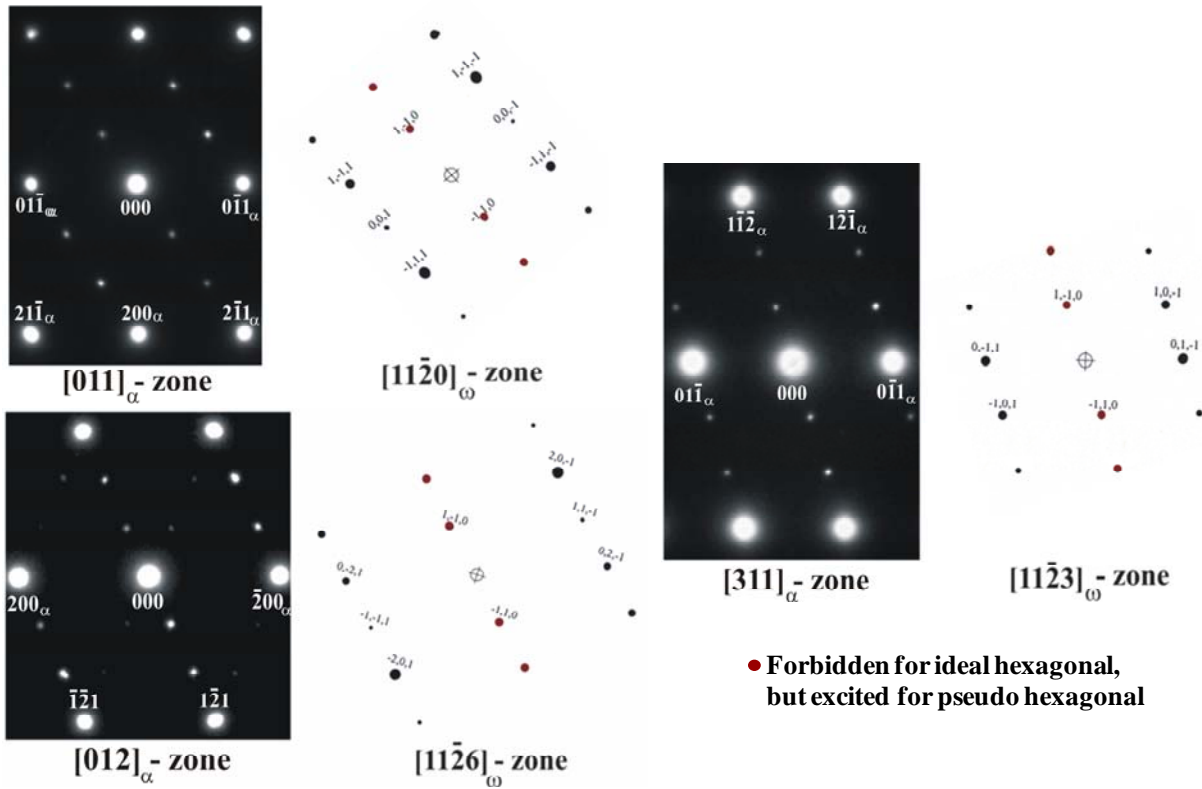 01̄1̄αα
000
01̄1α
21̄1̄α
200α
21̄1α
[011]α- zone
1,-1,-1
0,0,-1
1,-1,0
-1,1,-1
1,-1,1
0,0,1
-1,1,0
-1,1,1
[112̄0]ω- zone
11̄2̄α
12̄1̄α
011̄α
000
01̄1α
[311]α- zone
1,-1,0
1,0,-1
0,-1,1
0,1,-1
-1,0,1
-1,1,0
[112̄3]ω- zone
200α
000
2̄00α
1̄2̄1
12̄1
[012]α- zone
2,0,-1
1,1,-1
1,-1,0
0,2,-1
0,-2,1
-1,-1,1
-1,1,0
-2,0,1
[112̄6]ω- zone
Forbidden for ideal hexagonal,
but excited for pseudo hexagonal